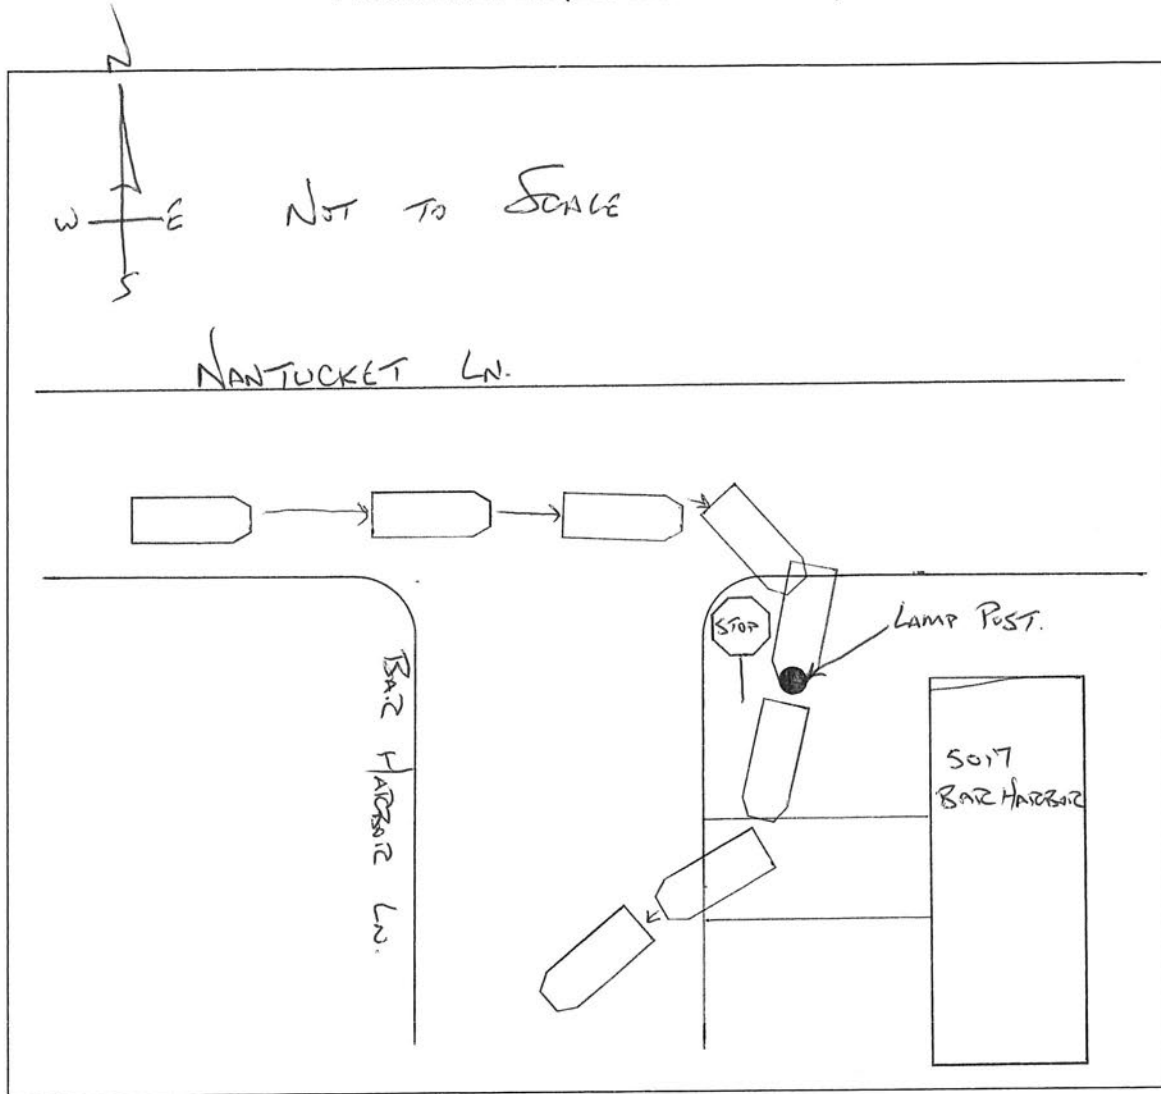 N
W E
S
NOT TO SCALE
NANTUCKET LN.
STOP
LAMP POST.
BAR HARBOR LN.
5017
BAR HARBOR